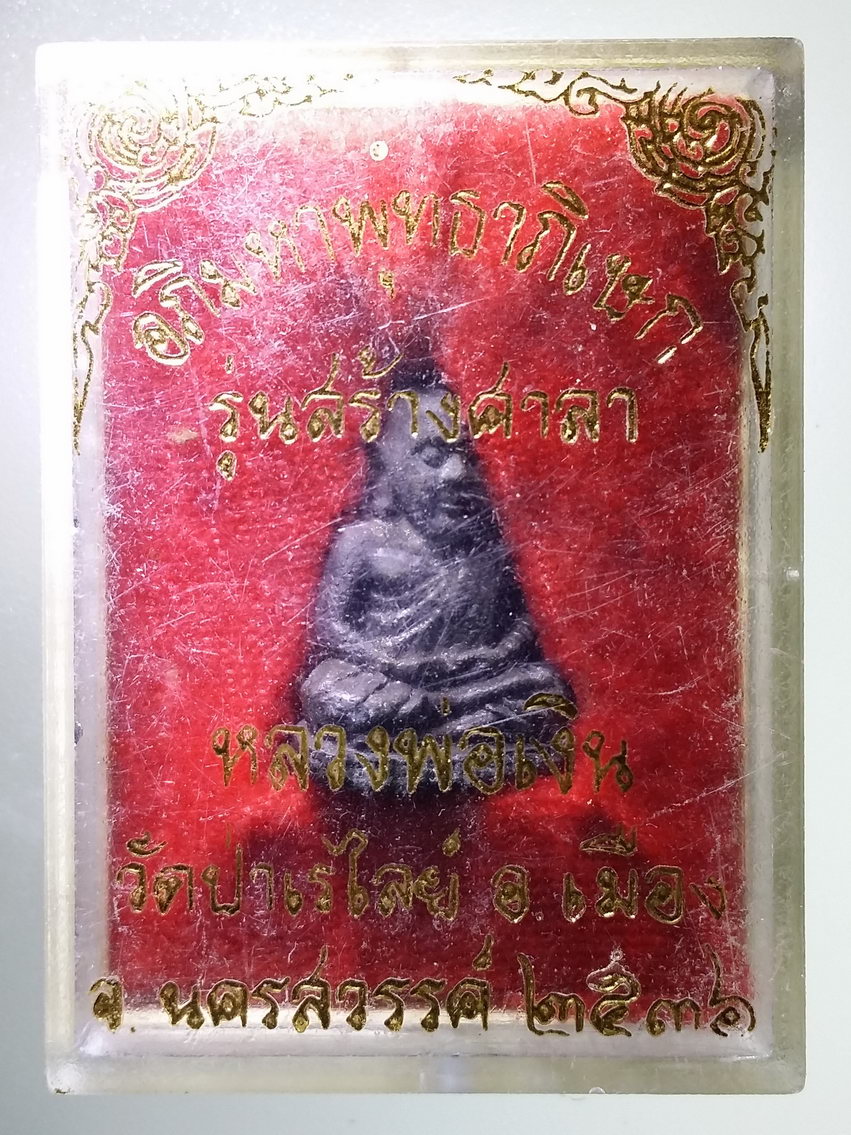 อภิมหาพุทธาภิเษก
รุ่นสร้างศาลา
หลวงพ่อเงิน
วัดป่าเรไลย์ อ.เมือง
จ.นครสวรรค์ ๒๕๓๖